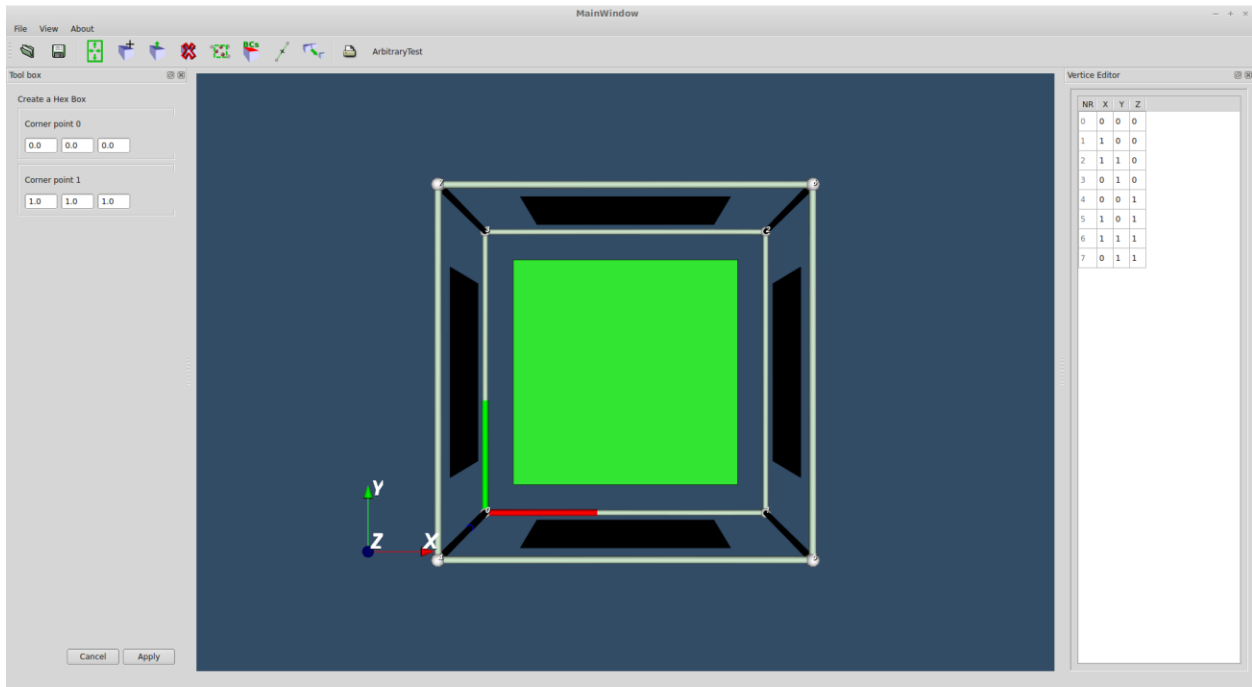 MainWindow
File View About
BCs
ArbitraryTest
Tool box
Create a Hex Box
Corner point 0
0.0 0.0 0.0
Corner point 1
1.0 1.0 1.0
Cancel Apply
3 2
Y
Z X
Vertice Editor
NR X Y Z
0 0 0 0
1 1 0 0
2 1 1 0
3 0 1 0
4 0 0 1
5 1 0 1
6 1 1 1
7 0 1 1